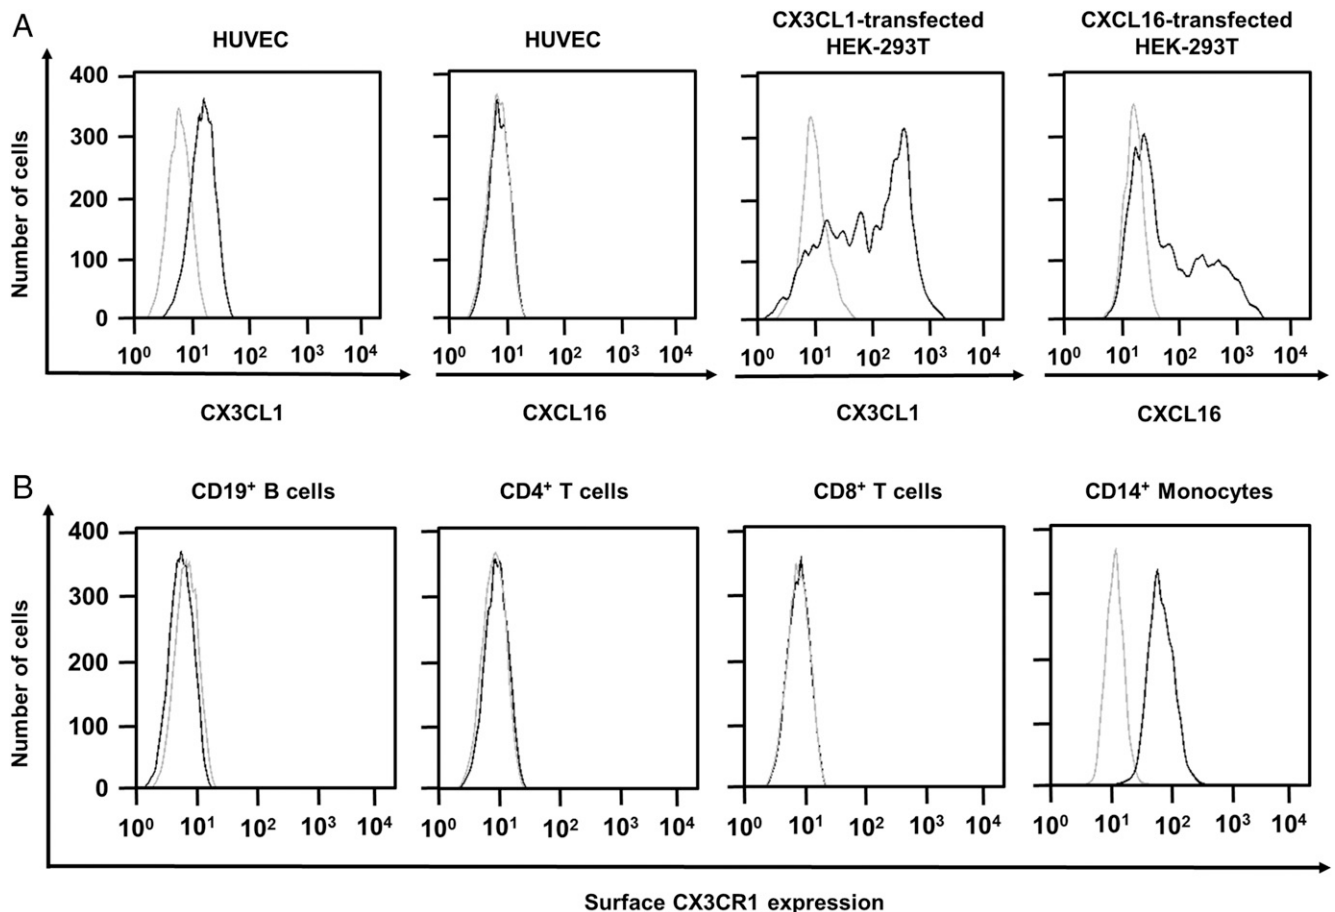 A
HUVEC
HUVEC
CX3CL1-transfected
HEK-293T
CXCL16-transfected
HEK-293T
Number of cells
400
300
200
100
0
10⁰ 10¹ 10² 10³ 10⁴
10⁰ 10¹ 10² 10³ 10⁴
10⁰ 10¹ 10² 10³ 10⁴
10⁰ 10¹ 10² 10³ 10⁴
CX3CL1
CXCL16
CX3CL1
CXCL16
B
CD19⁺ B cells
CD4⁺ T cells
CD8⁺ T cells
CD14⁺ Monocytes
Number of cells
400
300
200
100
0
10⁰ 10¹ 10² 10³ 10⁴
10⁰ 10¹ 10² 10³ 10⁴
10⁰ 10¹ 10² 10³ 10⁴
10⁰ 10¹ 10² 10³ 10⁴
Surface CX3CR1 expression